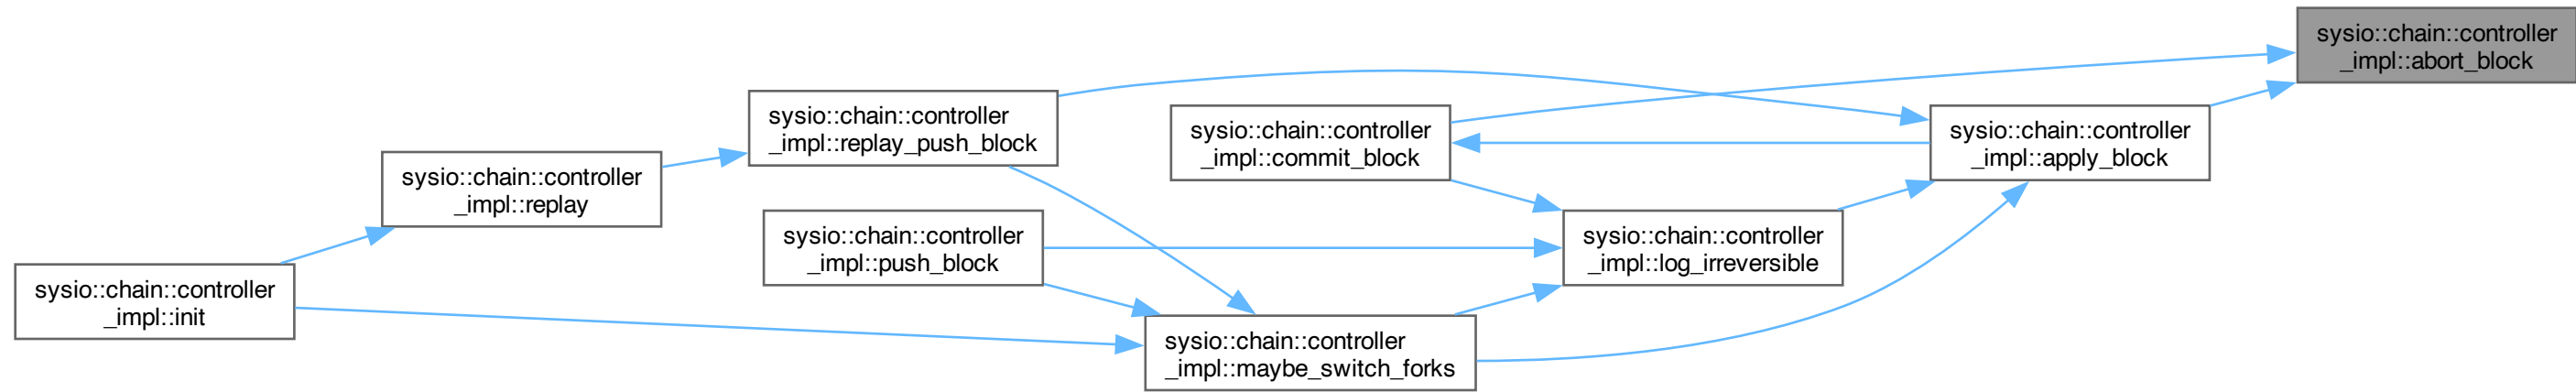 sysio::chain::controller
_impl::abort_block
sysio::chain::controller
_impl::replay_push_block
sysio::chain::controller
_impl::commit_block
sysio::chain::controller
_impl::apply_block
sysio::chain::controller
_impl::replay
sysio::chain::controller
_impl::push_block
sysio::chain::controller
_impl::log_irreversible
sysio::chain::controller
_impl::init
sysio::chain::controller
_impl::maybe_switch_forks